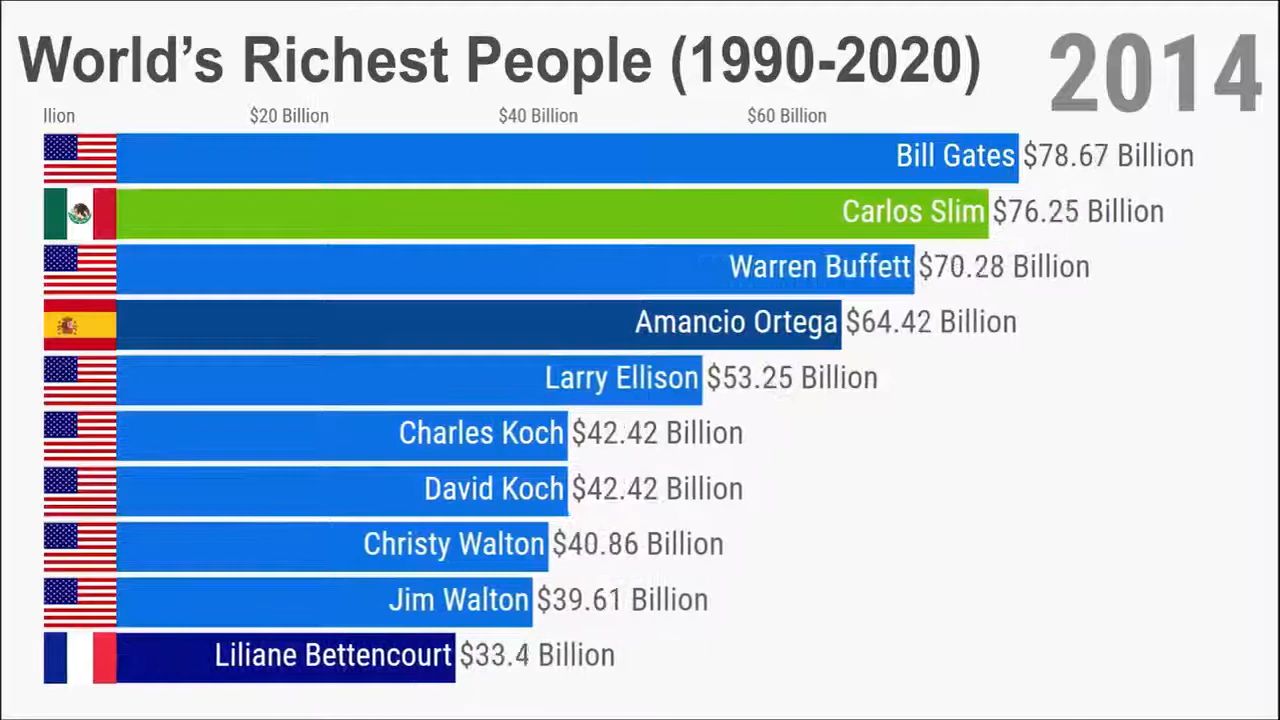 World’s Richest People (1990-2020) 2014
llion $20 Billion $40 Billion $60 Billion
Bill Gates $78.67 Billion
Carlos Slim $76.25 Billion
Warren Buffett $70.28 Billion
Amancio Ortega $64.42 Billion
Larry Ellison $53.25 Billion
Charles Koch $42.42 Billion
David Koch $42.42 Billion
Christy Walton $40.86 Billion
Jim Walton $39.61 Billion
Liliane Bettencourt $33.4 Billion